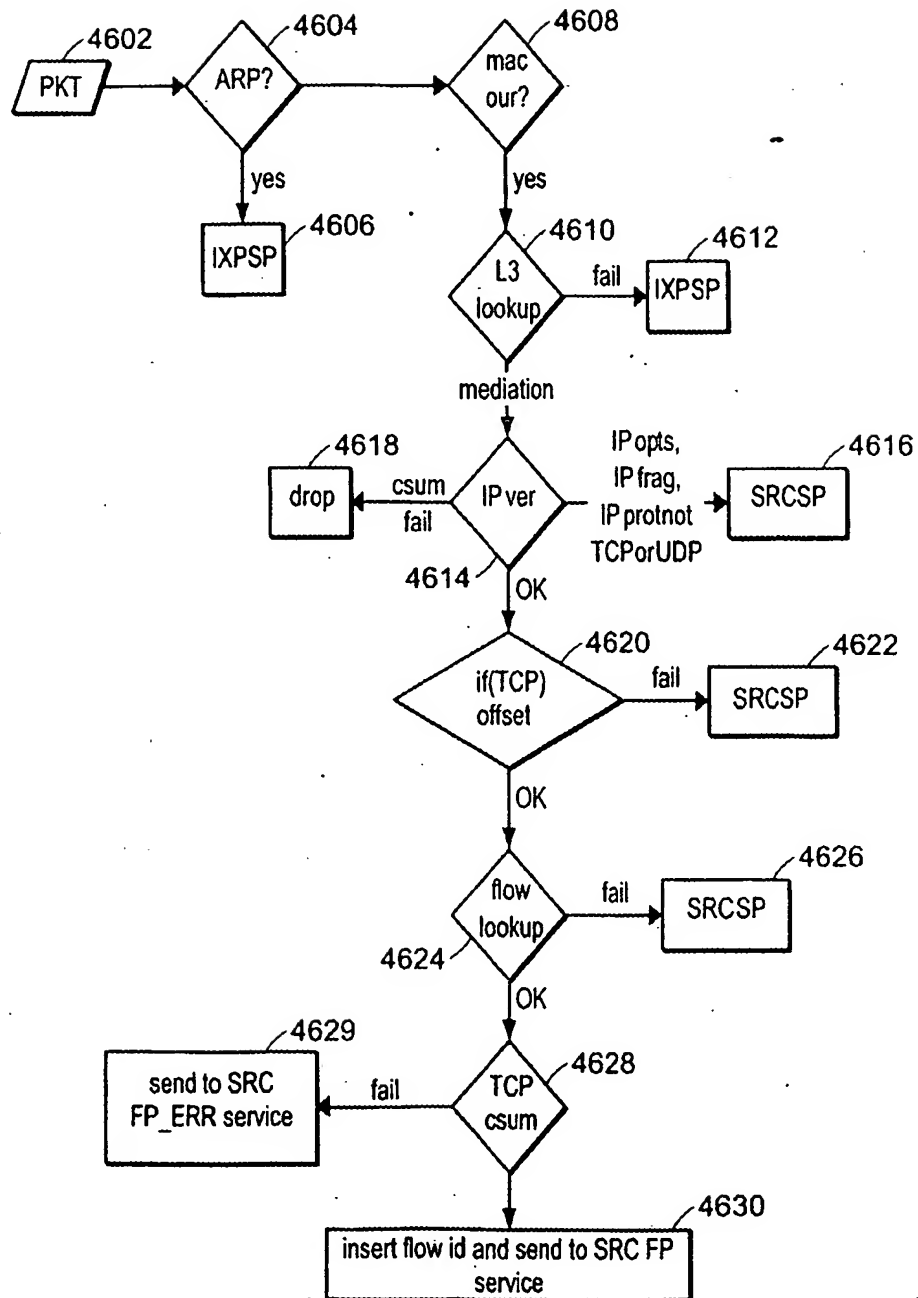 4602
4604
4608
PKT
ARP?
mac
our?
yes
yes
4606
IXPSP
4610
4612
L3
lookup
fail
IXPSP
mediation
4618
drop
csum
fail
IP ver
IP opts,
IP frag,
IP protnot
TCPorUDP
4616
SRCSP
4614
OK
4620
4622
if(TCP)
offset
fail
SRCSP
OK
4626
flow
lookup
fail
SRCSP
4624
OK
4629
4628
send to SRC
FP_ERR service
fail
TCP
csum
4630
insert flow id and send to SRC FP
service